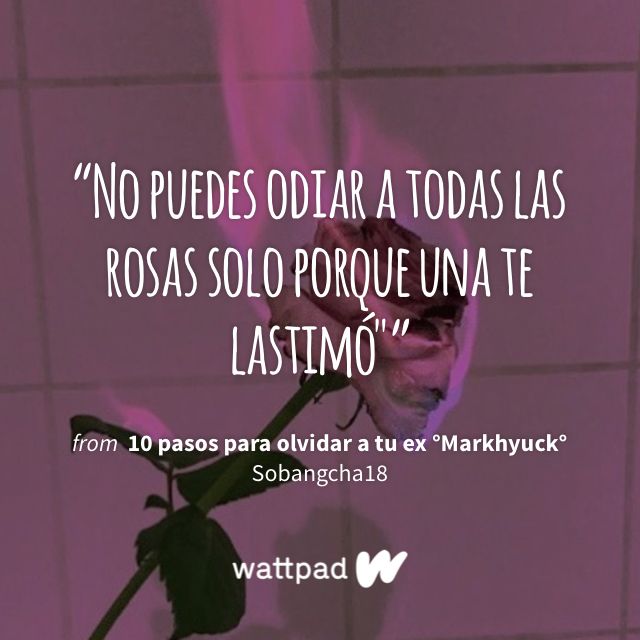 “No puedes odiar a todas las
rosas solo porque una te
lastimó"”
from 10 pasos para olvidar a tu ex °Markhyuck°
Sobangcha18
wattpad